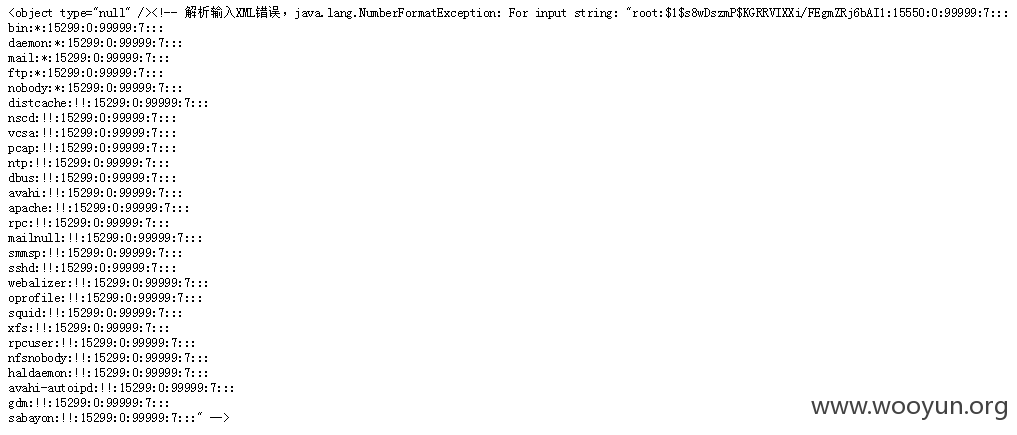 <object type="null" /><!-- 解析输入XML错误，java.lang.NumberFormatException: For input string: "root:$1$s8wDszmP$KGRRVIXXi/FEgmZRj6bAI1:15550:0:99999:7:::
bin:*:15299:0:99999:7:::
daemon:*:15299:0:99999:7:::
mail:*:15299:0:99999:7:::
ftp:*:15299:0:99999:7:::
nobody:*:15299:0:99999:7:::
distcache:!!:15299:0:99999:7:::
nscd:!!:15299:0:99999:7:::
vcsa:!!:15299:0:99999:7:::
pcap:!!:15299:0:99999:7:::
ntp:!!:15299:0:99999:7:::
dbus:!!:15299:0:99999:7:::
avahi:!!:15299:0:99999:7:::
apache:!!:15299:0:99999:7:::
rpc:!!:15299:0:99999:7:::
mailnull:!!:15299:0:99999:7:::
smmsp:!!:15299:0:99999:7:::
sshd:!!:15299:0:99999:7:::
webalizer:!!:15299:0:99999:7:::
oprofile:!!:15299:0:99999:7:::
squid:!!:15299:0:99999:7:::
xfs:!!:15299:0:99999:7:::
rpcuser:!!:15299:0:99999:7:::
nfsnobody:!!:15299:0:99999:7:::
haldaemon:!!:15299:0:99999:7:::
avahi-autoipd:!!:15299:0:99999:7:::
gdm:!!:15299:0:99999:7:::
sabayon:!!:15299:0:99999:7:::" -->
www.wooyun.org